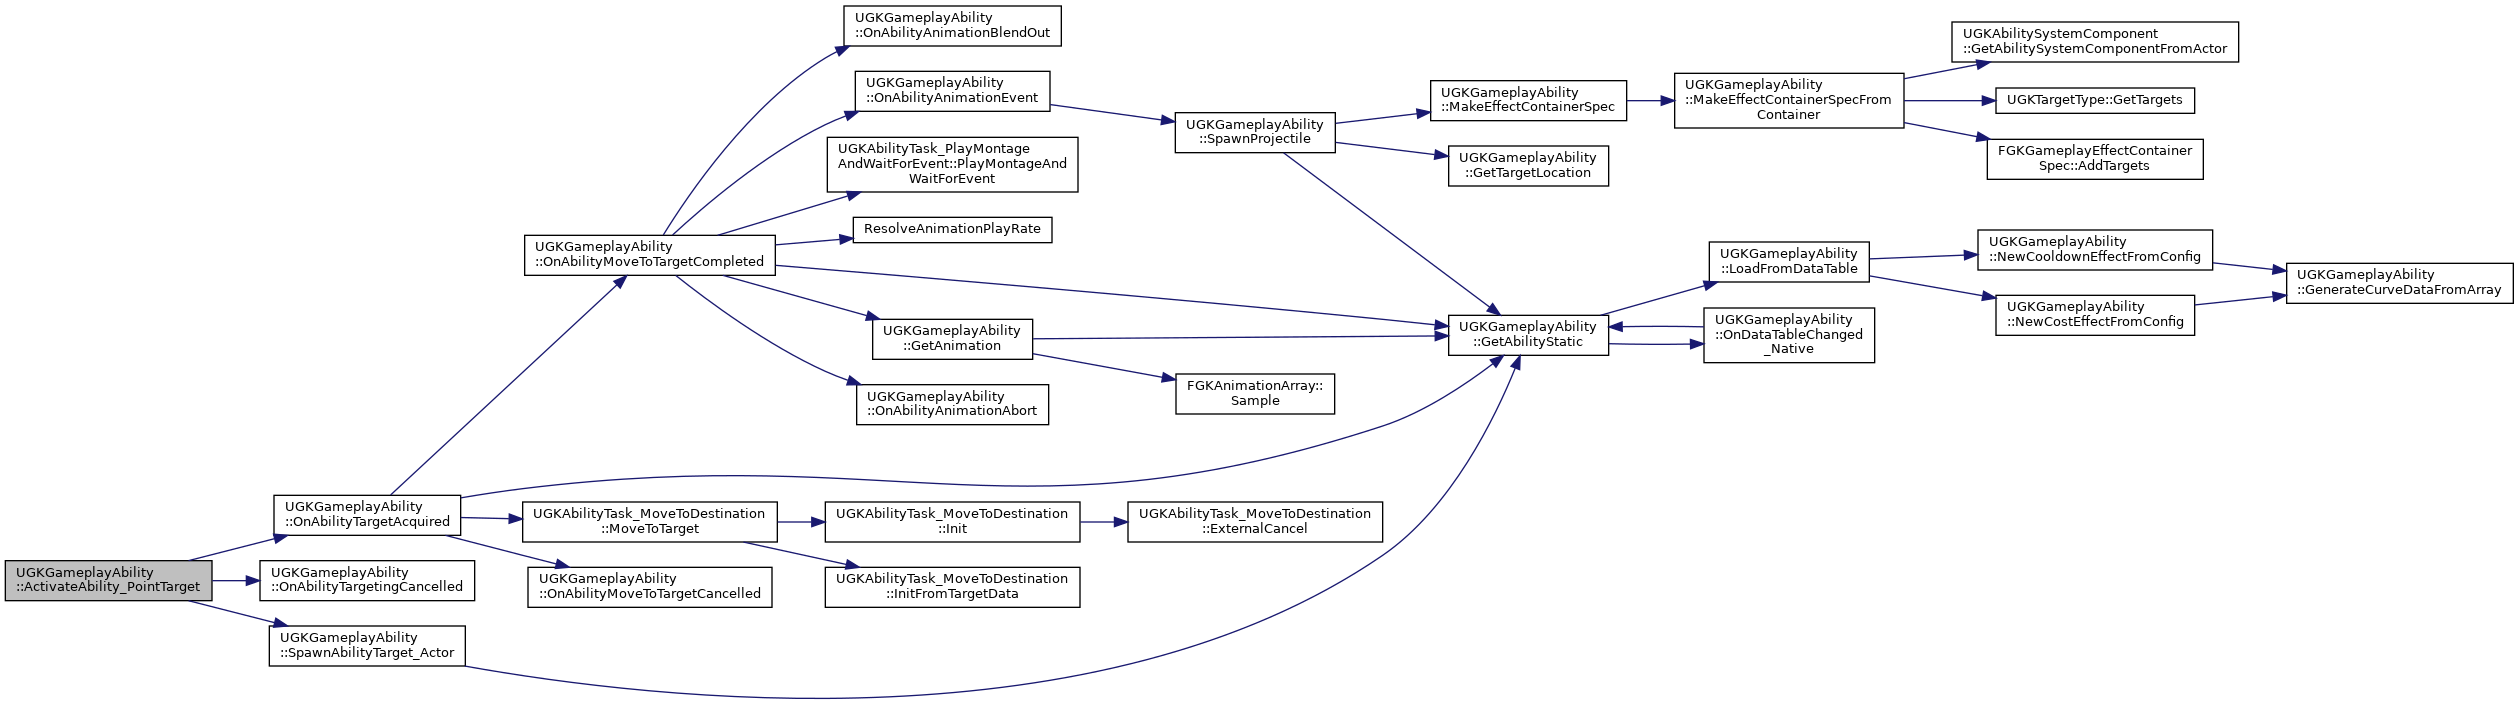 UGKGameplayAbility
::OnAbilityAnimationBlendOut
UGKGameplayAbility
::OnAbilityAnimationEvent
UGKAbilityTask_PlayMontage
AndWaitForEvent::PlayMontageAnd
WaitForEvent
ResolveAnimationPlayRate
UGKGameplayAbility
::OnAbilityMoveToTargetCompleted
UGKGameplayAbility
::GetAnimation
UGKGameplayAbility
::OnAbilityAnimationAbort
UGKGameplayAbility
::SpawnProjectile
UGKGameplayAbility
::MakeEffectContainerSpec
UGKGameplayAbility
::GetTargetLocation
UGKGameplayAbility
::MakeEffectContainerSpecFrom
Container
UGKAbilitySystemComponent
::GetAbilitySystemComponentFromActor
UGKTargetType::GetTargets
FGKGameplayEffectContainer
Spec::AddTargets
UGKGameplayAbility
::LoadFromDataTable
UGKGameplayAbility
::NewCooldownEffectFromConfig
UGKGameplayAbility
::NewCostEffectFromConfig
UGKGameplayAbility
::GenerateCurveDataFromArray
UGKGameplayAbility
::GetAbilityStatic
UGKGameplayAbility
::OnDataTableChanged
_Native
FGKAnimationArray::
Sample
UGKGameplayAbility
::OnAbilityTargetAcquired
UGKAbilityTask_MoveToDestination
::MoveToTarget
UGKAbilityTask_MoveToDestination
::Init
UGKAbilityTask_MoveToDestination
::ExternalCancel
UGKGameplayAbility
::ActivateAbility_PointTarget
UGKGameplayAbility
::OnAbilityTargetingCancelled
UGKGameplayAbility
::OnAbilityMoveToTargetCancelled
UGKAbilityTask_MoveToDestination
::InitFromTargetData
UGKGameplayAbility
::SpawnAbilityTarget_Actor